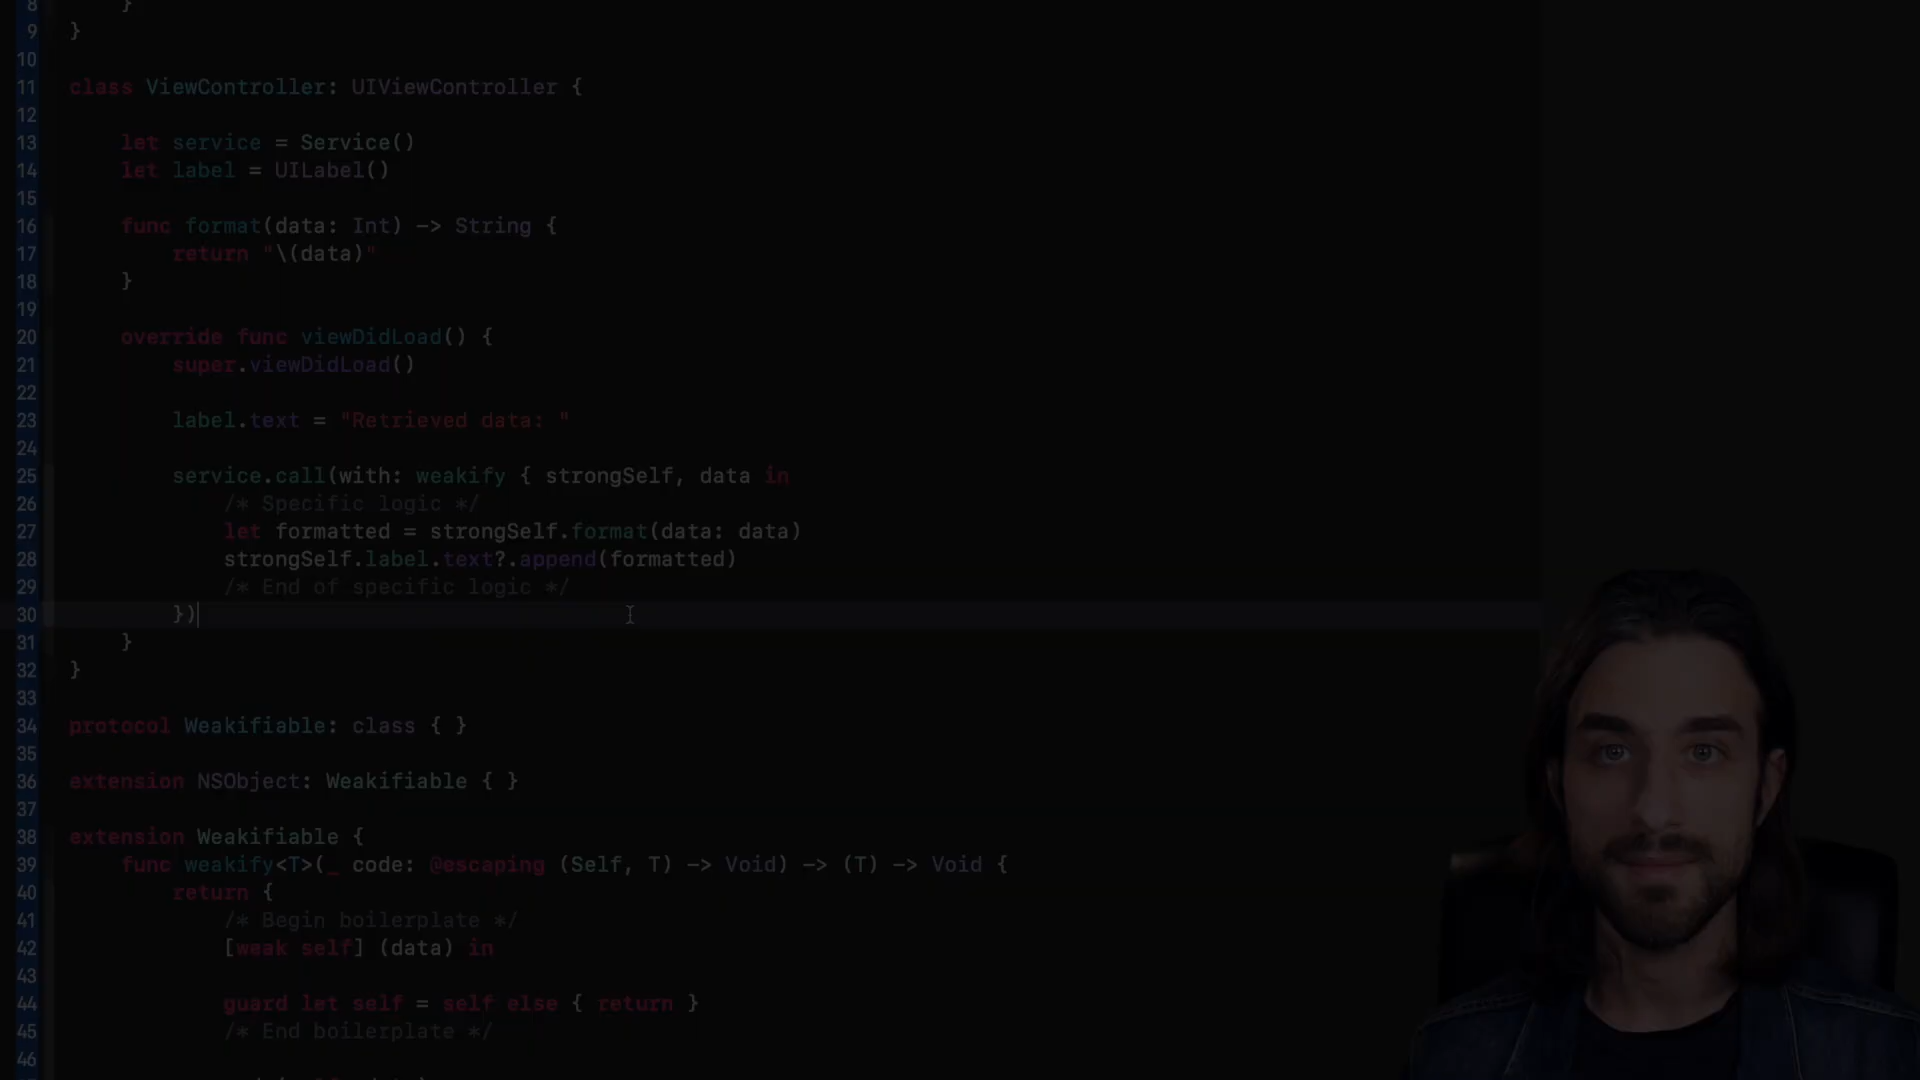 8 }
9 }
10
11 class ViewController: UIViewController {
12
13 let service = Service()
14 let label = UILabel()
15
16 func format(data: Int) -> String {
17 return "\(data)"
18 }
19
20 override func viewDidLoad() {
21 super.viewDidLoad()
22
23 label.text = "Retrieved data: "
24
25 service.call(with: weakify { strongSelf, data in
26 /* Specific logic */
27 let formatted = strongSelf.format(data: data)
28 strongSelf.label.text?.append(formatted)
29 /* End of specific logic */
30 })
31 }
32 }
33
34 protocol Weakifiable: class { }
35
36 extension NSObject: Weakifiable { }
37
38 extension Weakifiable {
39 func weakify<T>(_ code: @escaping (Self, T) -> Void) -> (T) -> Void {
40 return {
41 /* Begin boilerplate */
42 [weak self] (data) in
43
44 guard let self = self else { return }
45 /* End boilerplate */
46